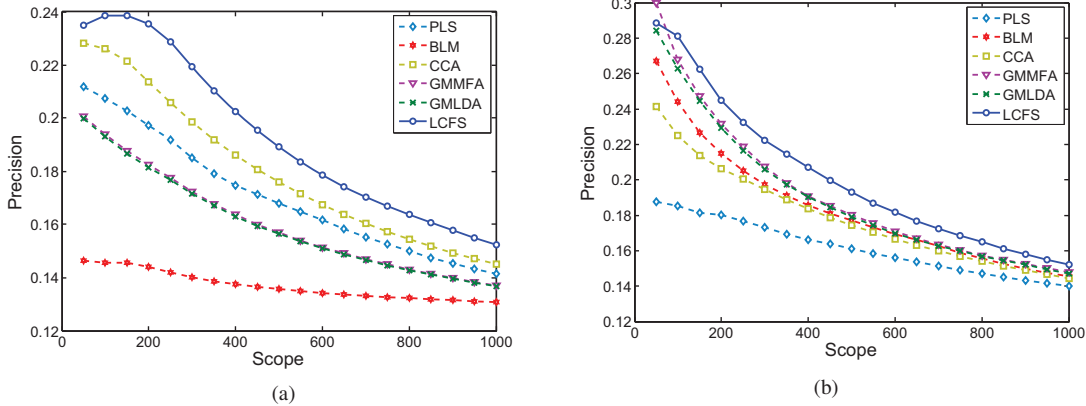 0.24
0.22
0.2
0.18
0.16
0.14
0.12
Precision
0 200 400 600 800 1000
Scope
PLS
BLM
CCA
GMMFA
GMLDA
LCFS
(a)
0.3
0.28
0.26
0.24
0.22
0.2
0.18
0.16
0.14
0.12
Precision
0 200 400 600 800 1000
Scope
PLS
BLM
CCA
GMMFA
GMLDA
LCFS
(b)